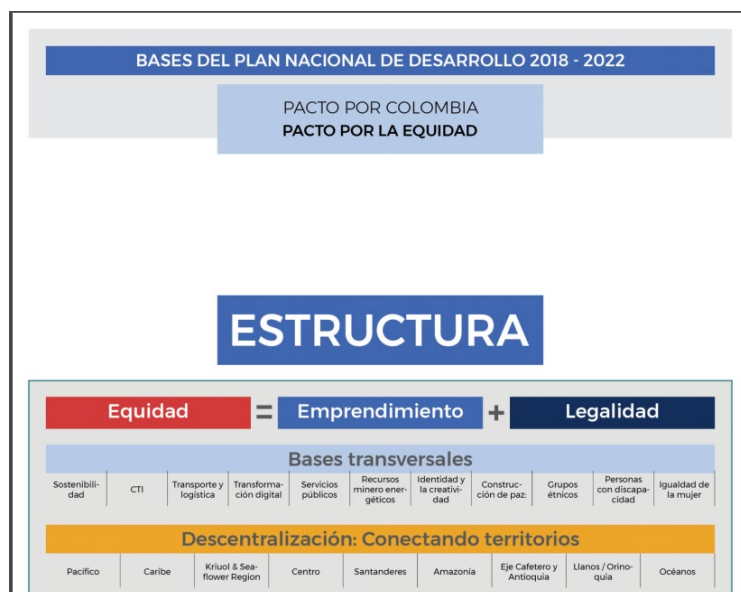 BASES DEL PLAN NACIONAL DE DESARROLLO 2018 - 2022
PACTO POR COLOMBIA
PACTO POR LA EQUIDAD
ESTRUCTURA
Equidad = Emprendimiento + Legalidad
Bases transversales
Sostenibili-
dad
CTI
Transporte y
logística
Transforma-
ción digital
Servicios
públicos
Recursos
minero ener-
géticos
Identidad y
la creativi-
dad
Construc-
ción de paz:
Grupos
étnicos
Personas
con discapa-
cidad
Igualdad de
la mujer
Descentralización: Conectando territorios
Pacífico
Caribe
Kriuol & Sea-
flower Region
Centro
Santanderes
Amazonía
Eje Cafetero y
Antioquia
Llanos / Orino-
quia
Océanos